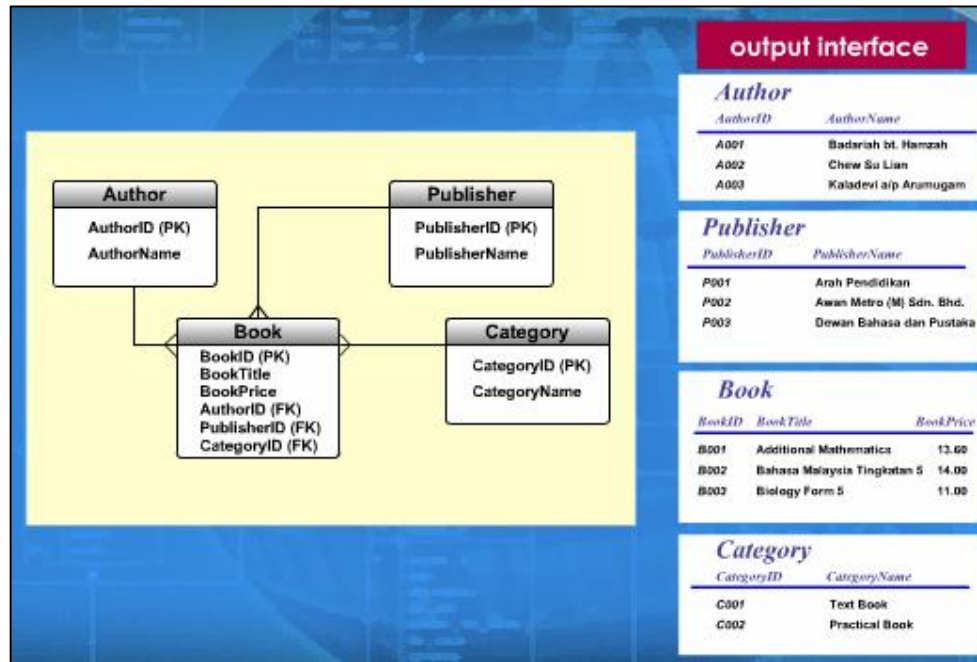 output interface
Author
AuthorID (PK)
AuthorName
Publisher
PublisherID (PK)
PublisherName
Book
BookID (PK)
BookTitle
BookPrice
AuthorID (FK)
PublisherID (FK)
CategoryID (FK)
Category
CategoryID (PK)
CategoryName
Author
AuthorID AuthorName
A001 Badariah bt. Hamzah
A002 Chew Su Lian
A003 Kaladevi a/p Arumugam
Publisher
PublisherID PublisherName
P001 Arah Pendidikan
P002 Awan Metro (M) Sdn. Bhd.
P003 Dewan Bahasa dan Pustaka
Book
BookID BookTitle BookPrice
B001 Additional Mathematics 13.60
B002 Bahasa Malaysia Tingkatan 5 14.00
B003 Biology Form 5 11.00
Category
CategoryID CategoryName
C001 Text Book
C002 Practical Book